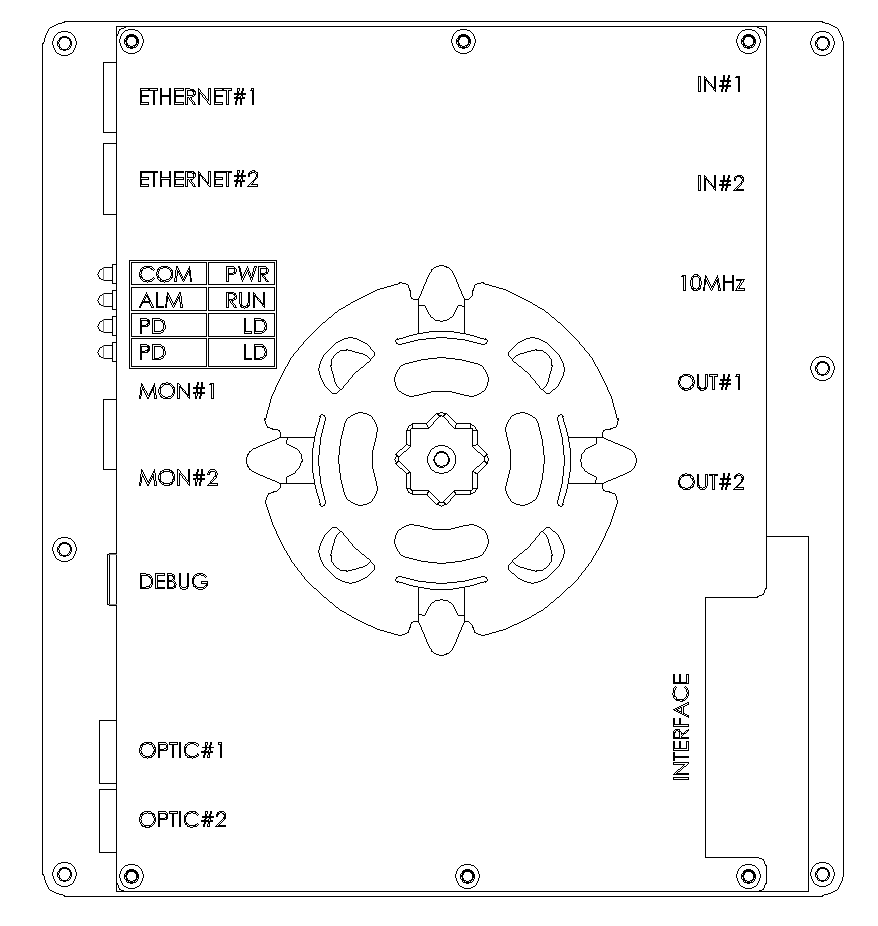 ETHERNET#1
IN#1
ETHERNET#2
IN#2
COM PWR
10MHz
ALM RUN
PD LD
PD LD
MON#1
OUT#1
MON#2
OUT#2
DEBUG
INTERFACE
OPTIC#1
OPTIC#2